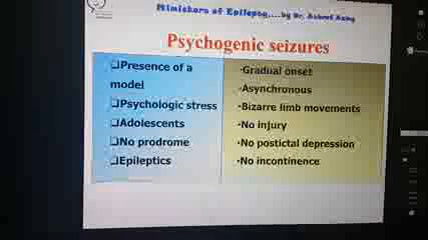 Mimickers of Epilepsy....by Dr. Ashraf Azmy
Psychogenic seizures
❑Presence of a
model
❑Psychologic stress
❑Adolescents
❑No prodrome
❑Epileptics
-Gradual onset
-Asynchronous
-Bizarre limb movements
-No injury
-No postictal depression
-No incontinence